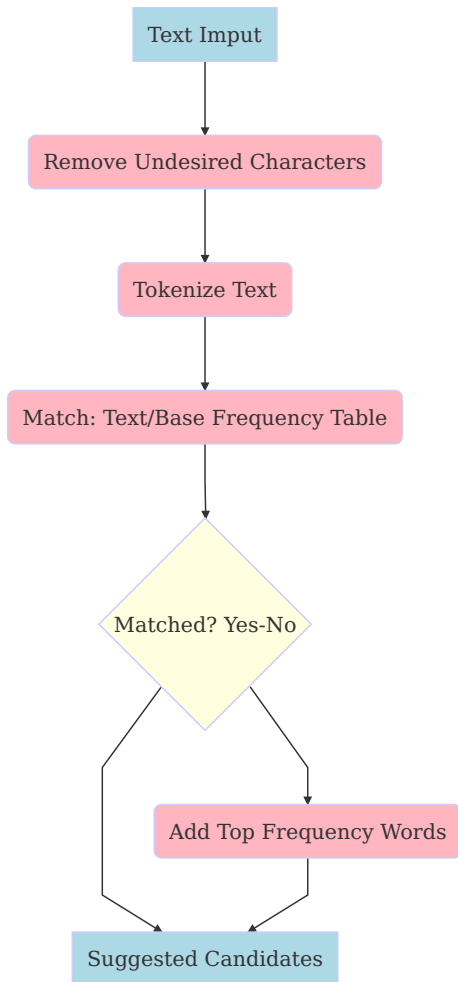 Text Imput
Remove Undesired Characters
Tokenize Text
Match: Text/Base Frequency Table
Matched? Yes-No
Add Top Frequency Words
Suggested Candidates